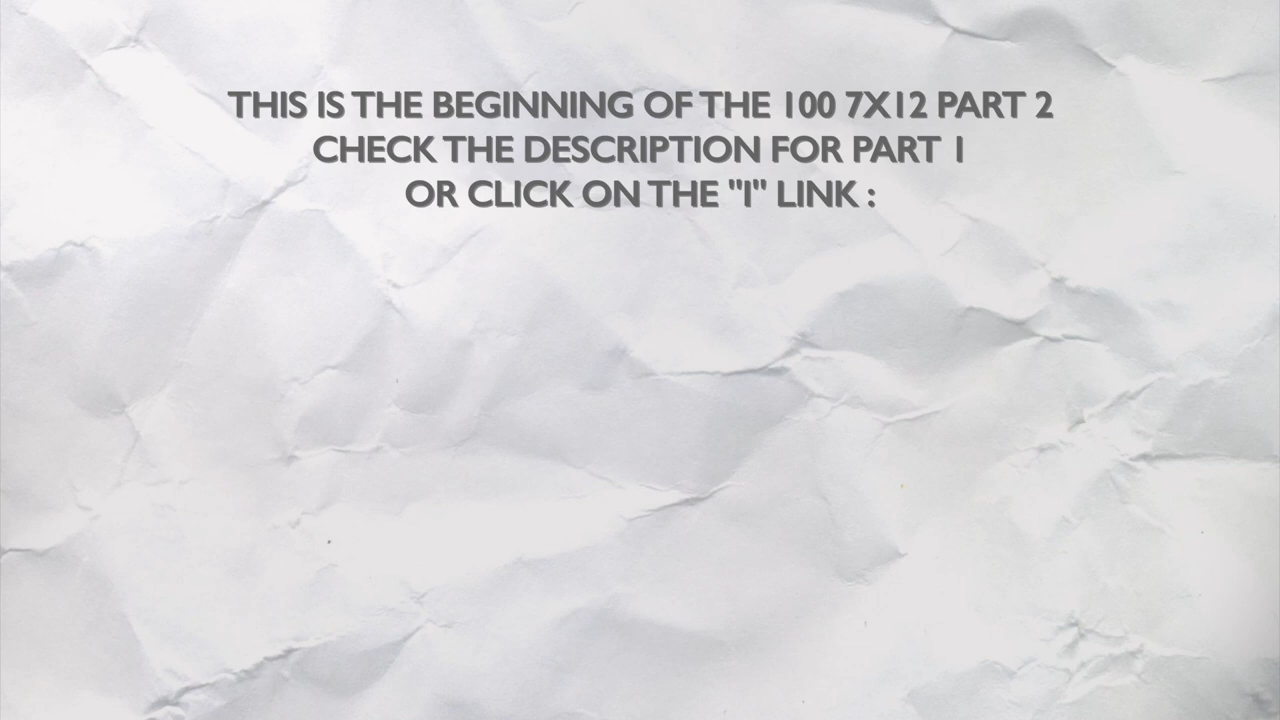 THIS IS THE BEGINNING OF THE 100 7X12 PART 2
CHECK THE DESCRIPTION FOR PART 1
OR CLICK ON THE "I" LINK :